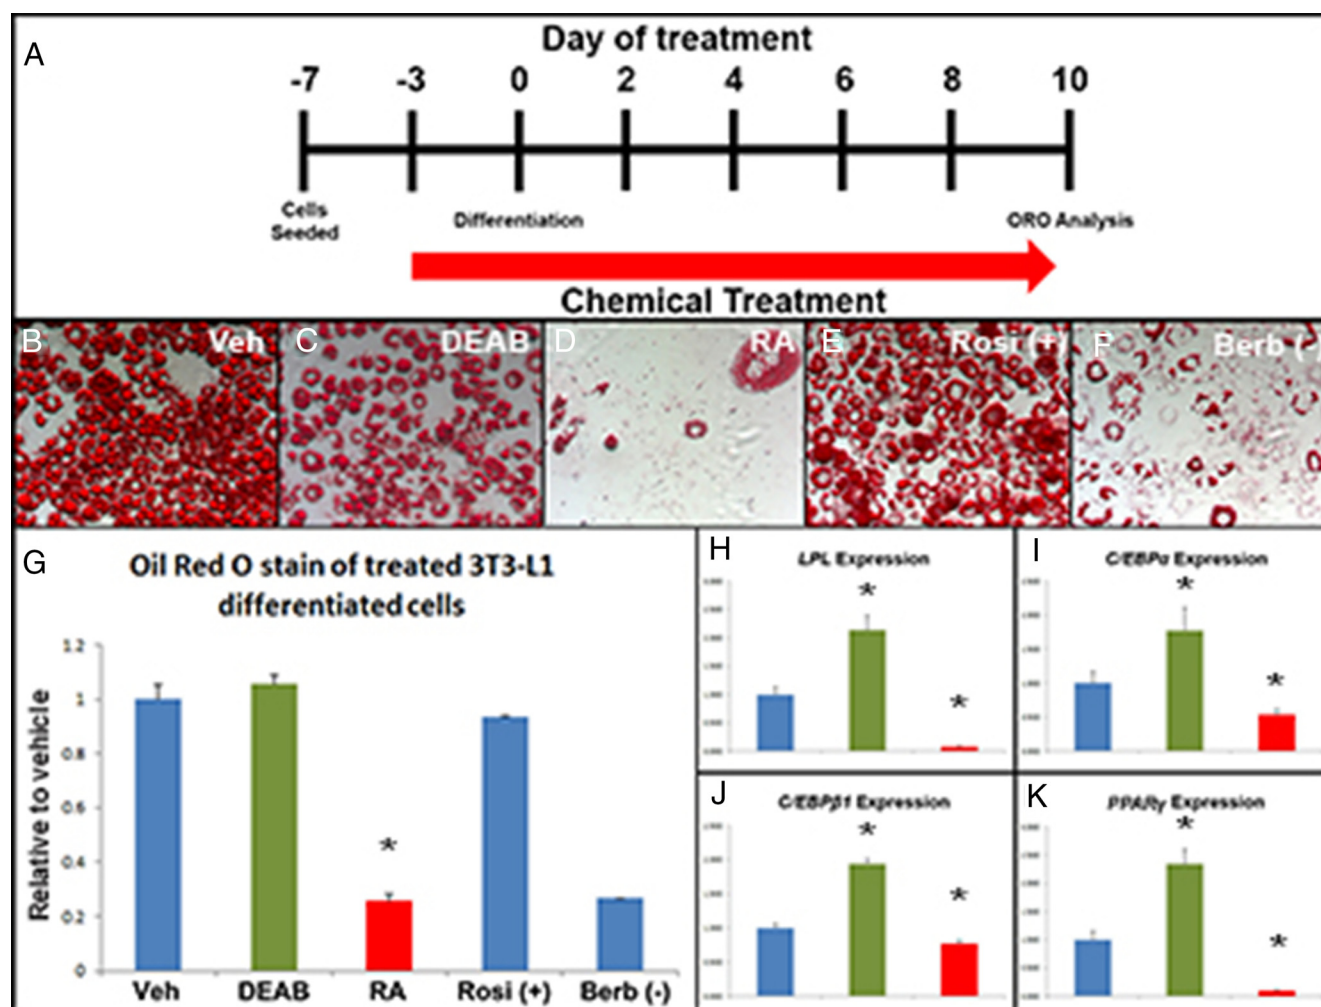 A
Day of treatment
-7 -3 0 2 4 6 8 10
Cells
Seeded
Differentiation
ORO Analysis
Chemical Treatment
B Veh
C DEAB
D RA
E Rosi (+)
F Berb (-)
G
Oil Red O stain of treated 3T3-L1
differentiated cells
Relative to vehicle
1.2
1
0.8
0.6
0.4
0.2
0
*
Veh DEAB RA Rosi (+) Berb (-)
H
LPL Expression
*
*
I
C/EBPα Expression
*
*
J
C/EBPβ1 Expression
*
*
K
PPARγ Expression
*
*